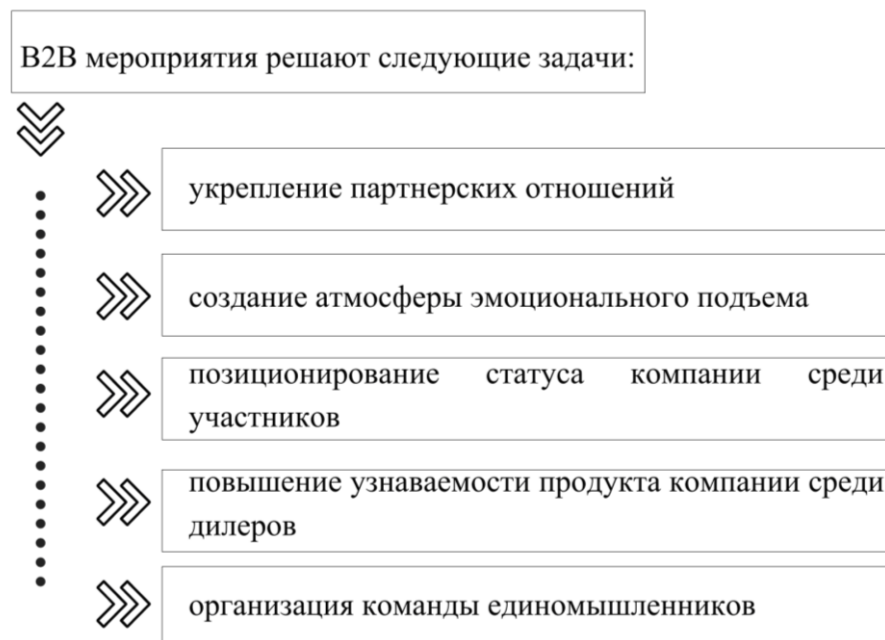 B2B мероприятия решают следующие задачи:
укрепление партнерских отношений
создание атмосферы эмоционального подъема
позиционирование статуса компании среди
участников
повышение узнаваемости продукта компании среди
дилеров
организация команды единомышленников